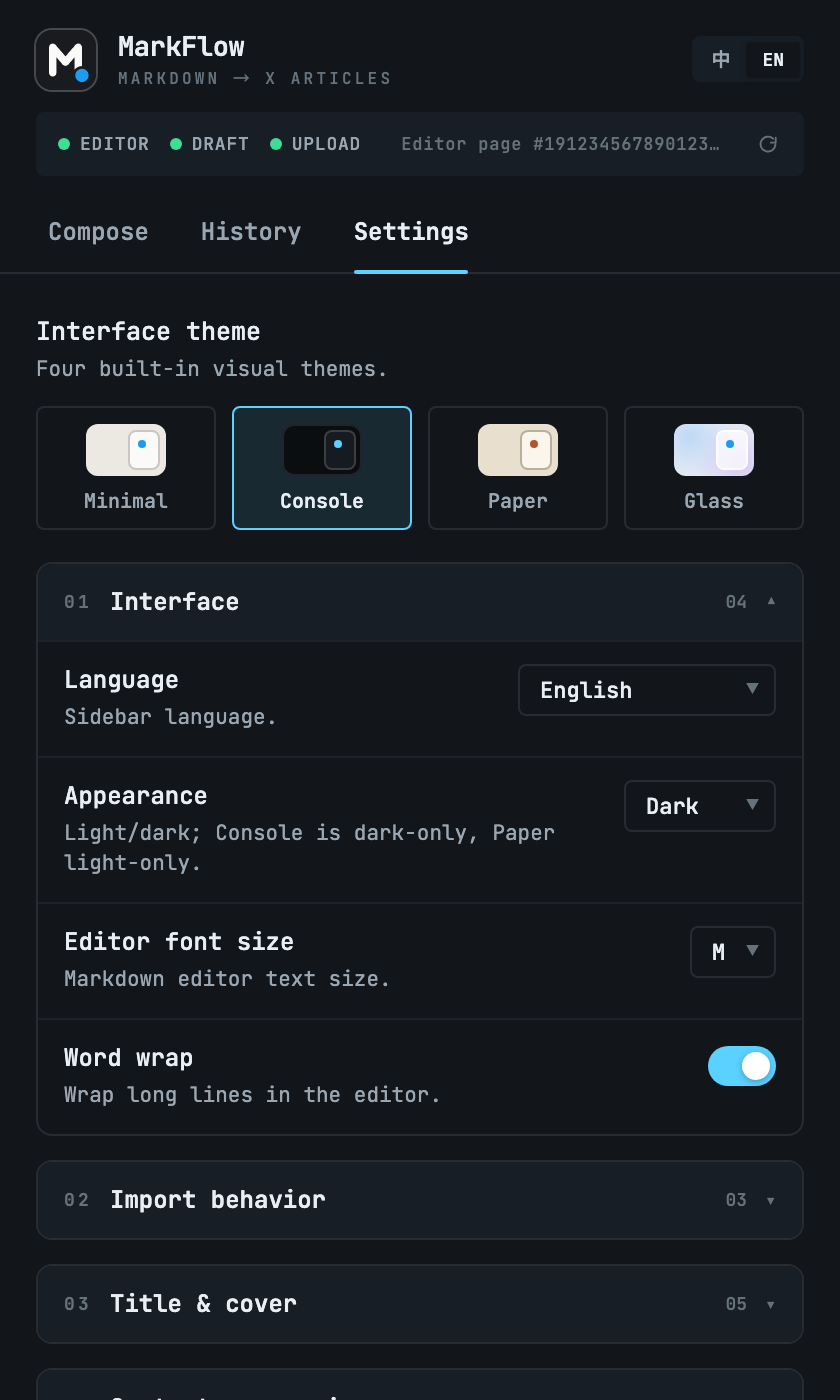 MarkFlow
MARKDOWN → X ARTICLES
中 EN
EDITOR DRAFT UPLOAD Editor page #191234567890123…
Compose History Settings
Interface theme
Four built-in visual themes.
Minimal Console Paper Glass
01 Interface 04 ▲
Language
English ▼
Sidebar language.
Appearance
Dark ▼
Light/dark; Console is dark-only, Paper
light-only.
Editor font size
M ▼
Markdown editor text size.
Word wrap
Wrap long lines in the editor.
02 Import behavior 03 ▼
03 Title & cover 05 ▼